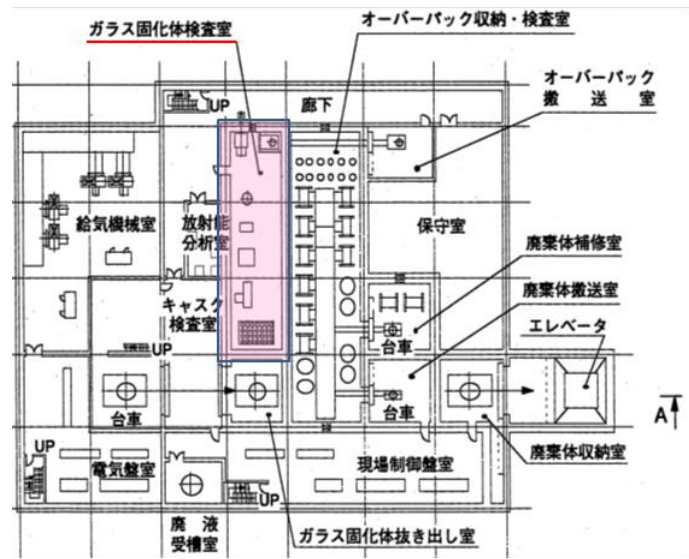 ガラス固化体検査室
オーバーパック収納・検査室
オーバーパック
搬送室
UP
廊下
給気機械室
放射能
分析室
保守室
廃棄体補修室
廃棄体搬送室
エレベータ
キャスク
検査室
UP
台車
台車
台車
A
UP
電気盤室
現場制御盤室
廃棄体収納室
UP
廃液
受槽室
ガラス固化体抜き出し室